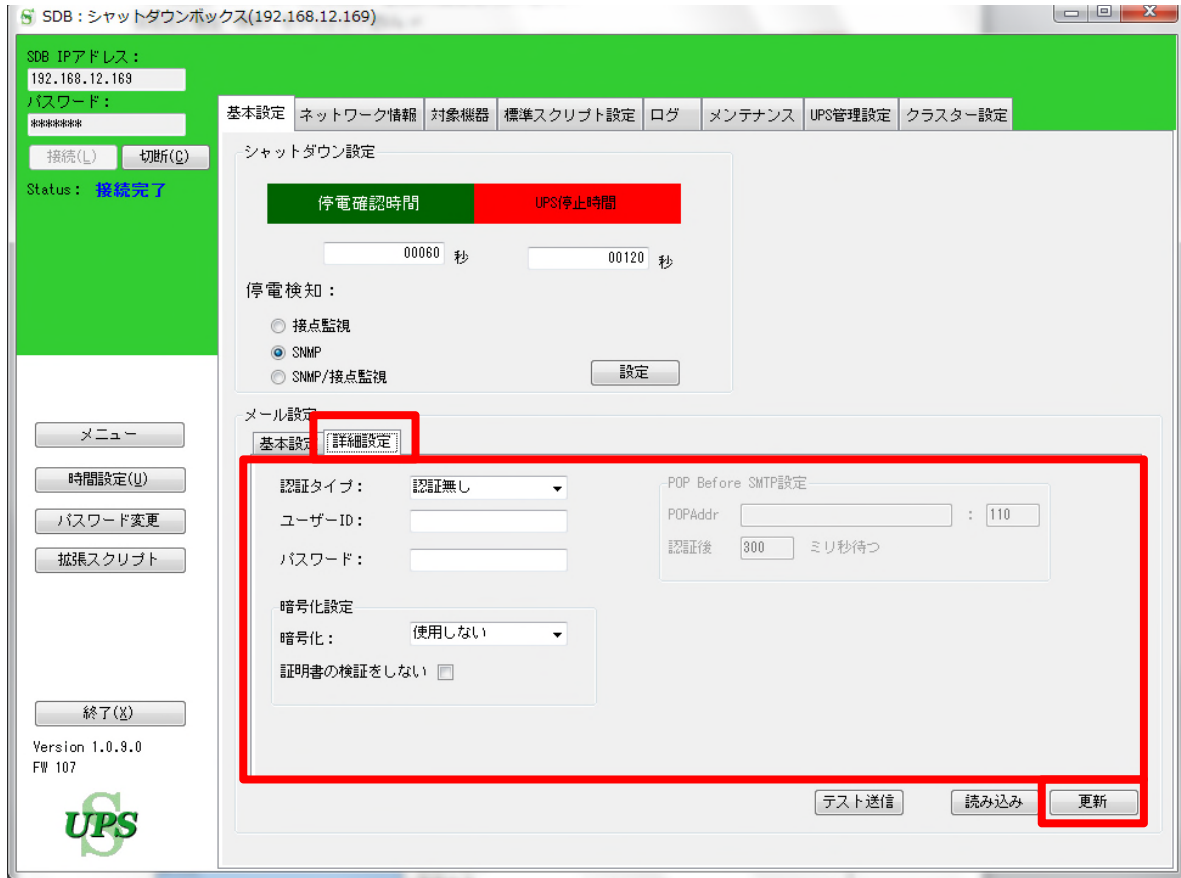 SDB：シャットダウンボックス(192.168.12.169)
SDB IPアドレス：
192.168.12.169
パスワード：
*******
接続(L) 切断(C)
Status： 接続完了
基本設定 ネットワーク情報 対象機器 標準スクリプト設定 ログ メンテナンス UPS管理設定 クラスター設定
シャットダウン設定
停電確認時間 UPS停止時間
00060 秒 00120 秒
停電検知：
接点監視
SNMP
SNMP/接点監視
設定
メール設定
基本設定 詳細設定
認証タイプ： 認証無し
ユーザーID：
パスワード：
暗号化設定
暗号化： 使用しない
証明書の検証をしない
POP Before SMTP設定
POPAddr : 110
認証後 300 ミリ秒待つ
テスト送信 読み込み 更新
メニュー
時間設定(U)
パスワード変更
拡張スクリプト
終了(X)
Version 1.0.9.0
FW 107
S
UPS